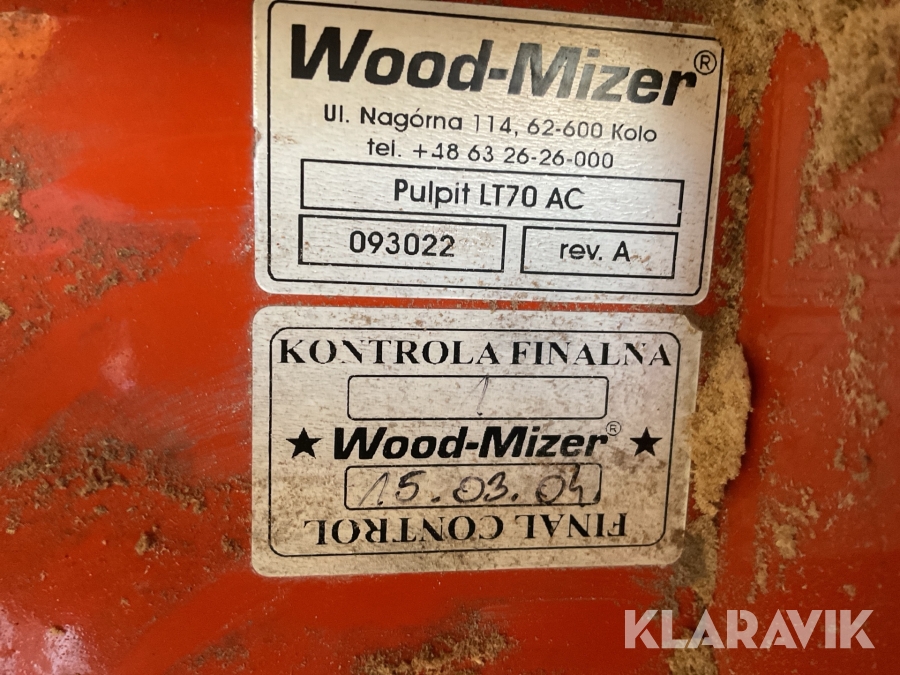 Wood-Mizer®
Ul. Nagórna 114, 62-600 Kolo
tel. +48 63 26-26-000
Pulpit LT70 AC
093022
rev. A
KONTROLA FINALNA
1
★ Wood-Mizer® ★
15.03.04.
FINAL CONTROL
KLARAVIK